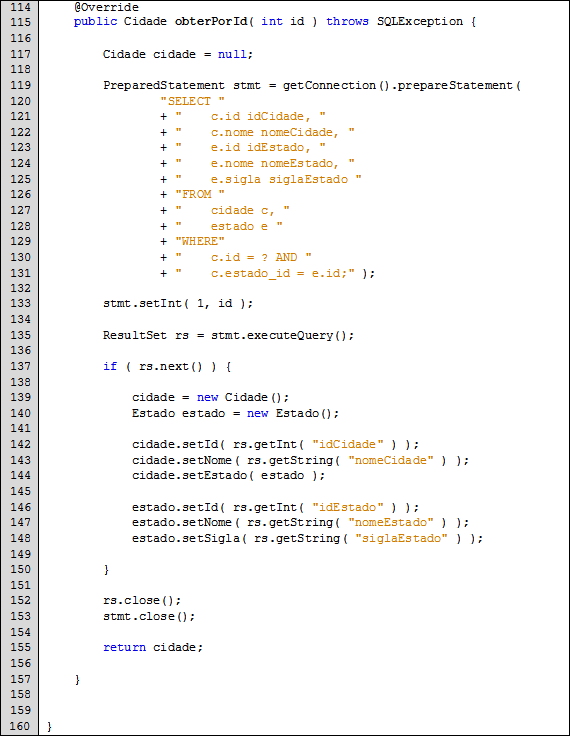 114     @Override
115     public Cidade obterPorId( int id ) throws SQLException {
116
117         Cidade cidade = null;
118
119         PreparedStatement stmt = getConnection().prepareStatement(
120                 "SELECT "
121                 + "    c.id idCidade, "
122                 + "    c.nome nomeCidade, "
123                 + "    e.id idEstado, "
124                 + "    e.nome nomeEstado, "
125                 + "    e.sigla siglaEstado "
126                 + "FROM "
127                 + "    cidade c, "
128                 + "    estado e "
129                 + "WHERE"
130                 + "    c.id = ? AND "
131                 + "    c.estado_id = e.id;" );
132
133         stmt.setInt( 1, id );
134
135         ResultSet rs = stmt.executeQuery();
136
137         if ( rs.next() ) {
138
139             cidade = new Cidade();
140             Estado estado = new Estado();
141
142             cidade.setId( rs.getInt( "idCidade" ) );
143             cidade.setNome( rs.getString( "nomeCidade" ) );
144             cidade.setEstado( estado );
145
146             estado.setId( rs.getInt( "idEstado" ) );
147             estado.setNome( rs.getString( "nomeEstado" ) );
148             estado.setSigla( rs.getString( "siglaEstado" ) );
149
150         }
151
152         rs.close();
153         stmt.close();
154
155         return cidade;
156
157     }
158
159
160 }